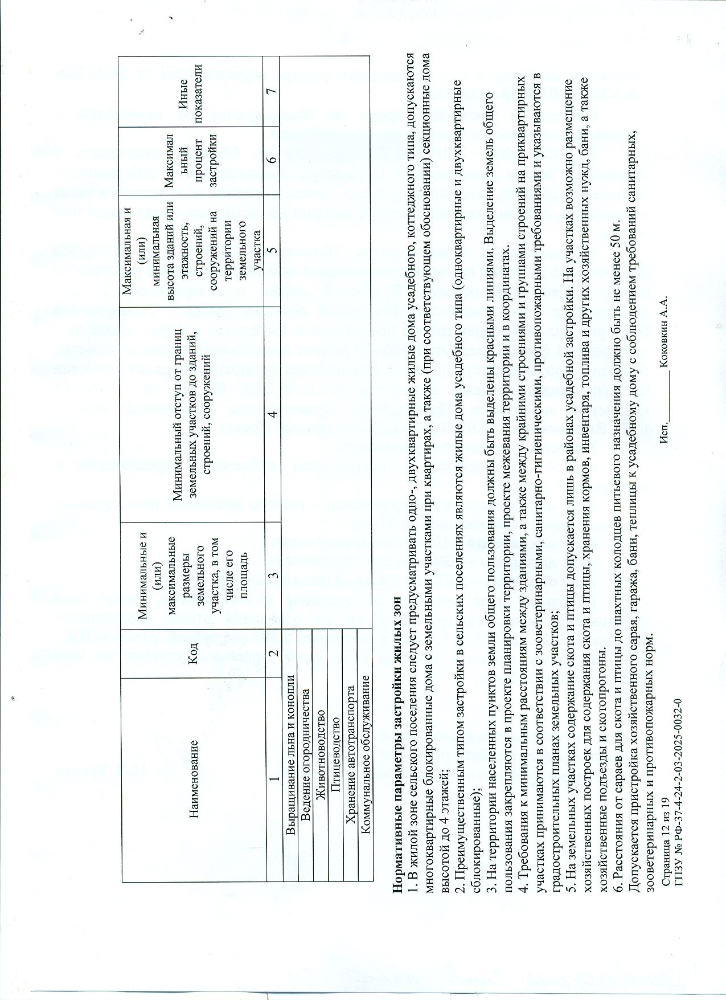 Наименование
Код
Минимальные и
(или)
максимальные
размеры
земельного
участка, в том
числе его
площадь
Минимальный отступ от границ
земельных участков до зданий,
строений, сооружений
Максимальная и
(или)
минимальная
высота зданий или
этажность,
строений,
сооружений на
территории
земельного
участка
Максимал
ьный
процент
застройки
Иные
показатели
1
2
3
4
5
6
7
Выращивание льна и конопли
Ведение огородничества
Животноводство
Птицеводство
Хранение автотранспорта
Коммунальное обслуживание
Нормативные параметры застройки жилых зон
1. В жилой зоне сельского поселения следует предусматривать одно-, двухквартирные жилые дома усадебного, коттеджного типа, допускаются
многоквартирные блокированные дома с земельными участками при квартирах, а также (при соответствующем обосновании) секционные дома
высотой до 4 этажей;
2. Преимущественным типом застройки в сельских поселениях являются жилые дома усадебного типа (одноквартирные и двухквартирные
сблокированные);
3. На территории населенных пунктов земли общего пользования должны быть выделены красными линиями. Выделение земель общего
пользования закрепляются в проекте планировки территории, проекте межевания территории и в координатах.
4. Требования к минимальным расстояниям между зданиями, а также между крайними строениями и группами строений на приквартирных
участках принимаются в соответствии с зооветеринарными, санитарно-гигиеническими, противопожарными требованиями и указываются в
градостроительных планах земельных участков;
5. На земельных участках содержание скота и птицы допускается лишь в районах усадебной застройки. На участках возможно размещение
хозяйственных построек для содержания скота и птицы, хранения кормов, инвентаря, топлива и других хозяйственных нужд, бани, а также
хозяйственные подъезды и скотопрогоны.
6. Расстояния от сараев для скота и птицы до шахтных колодцев питьевого назначения должно быть не менее 50 м.
Допускается пристройка хозяйственного сарая, гаража, бани, теплицы к усадебному дому с соблюдением требований санитарных,
зооветеринарных и противопожарных норм.
Страница 12 из 19
Исп.__________ Коковкин А.А.
ГПЗУ № РФ-37-4-24-2-03-2025-0032-0